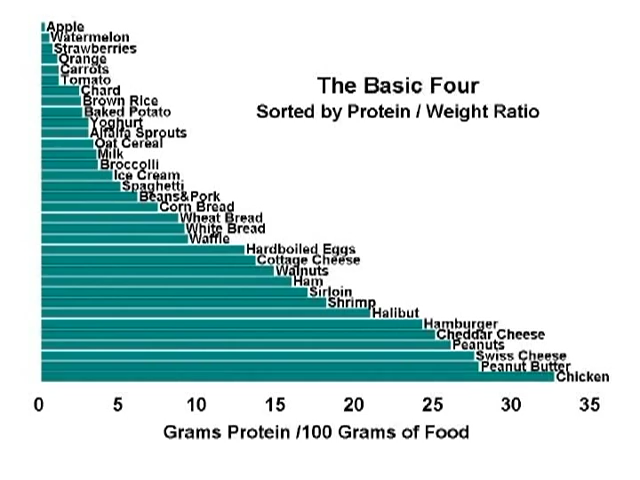 Apple
Watermelon
Strawberries
Orange
Carrots
Tomato
Chard
Brown Rice
Baked Potato
Yoghurt
Alfalfa Sprouts
Oat Cereal
Milk
Broccolli
Ice Cream
Spaghetti
Beans&Pork
Corn Bread
Wheat Bread
White Bread
Waffle
Hardboiled Eggs
Cottage Cheese
Walnuts
Ham
Sirloin
Shrimp
Halibut
Hamburger
Cheddar Cheese
Peanuts
Swiss Cheese
Peanut Butter
Chicken
The Basic Four
Sorted by Protein / Weight Ratio
0 5 10 15 20 25 30 35
Grams Protein /100 Grams of Food